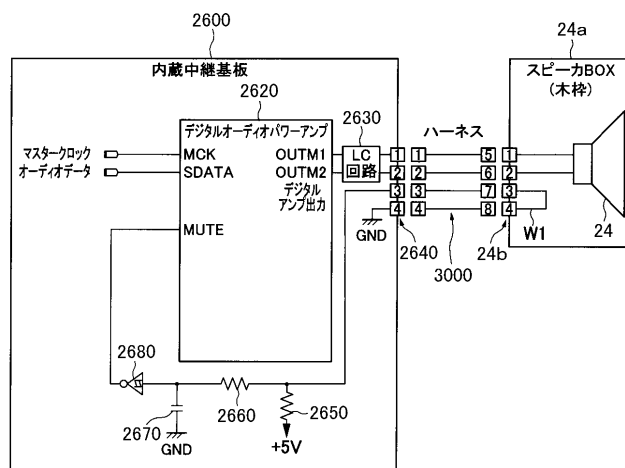 2600
内蔵中継基板
24a
スピーカBOX
(木枠)
2620
デジタルオーディオパワーアンプ
2630
ハーネス
マスタークロック
オーディオデータ
MCK
SDATA
OUTM1
OUTM2
デジタル
アンプ出力
LC
回路
1 1 5 1
2 2 6 2
3 3 7 3
4 4 8 4
MUTE
GND
2640
3000
24b
W1
24
2680
2670
GND
2660
2650
+5V